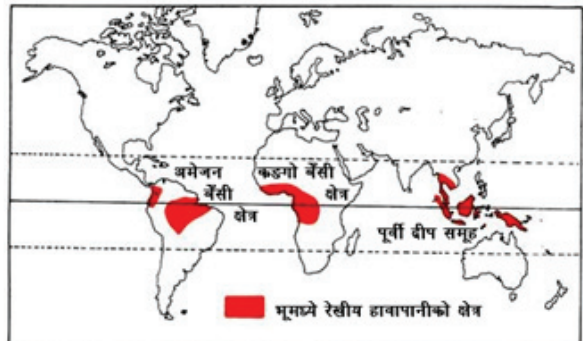 अमेजन
बेँसी
क्षेत्र
कङगो बेँसी
क्षेत्र
पूर्वी दीप समूह
भूमध्ये रेखीय हावापानीको क्षेत्र